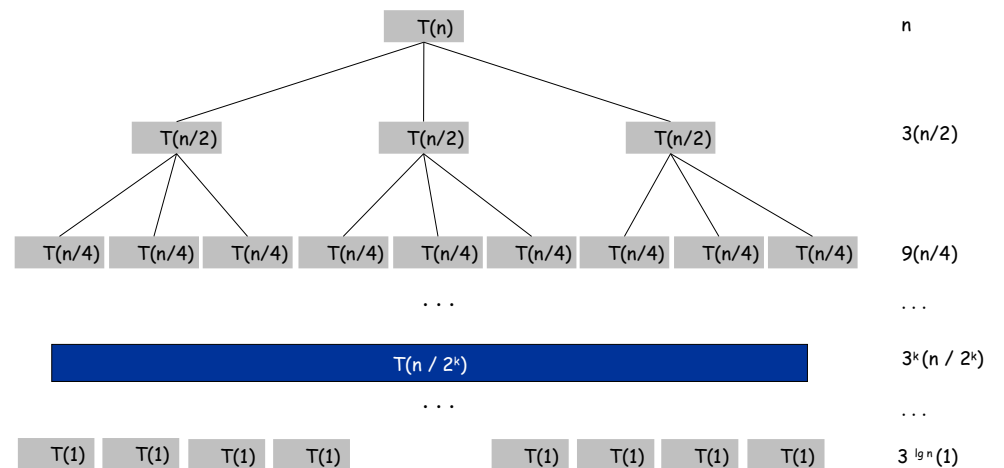 T(n) n
T(n/2) T(n/2) T(n/2) 3(n/2)
T(n/4) T(n/4) T(n/4) T(n/4) T(n/4) T(n/4) T(n/4) T(n/4) T(n/4) 9(n/4)
. . . . . .
T(n / 2ᵏ) 3ᵏ (n / 2ᵏ)
. . . . . .
T(1) T(1) T(1) T(1) T(1) T(1) T(1) T(1) 3 ˡᵍ ⁿ (1)